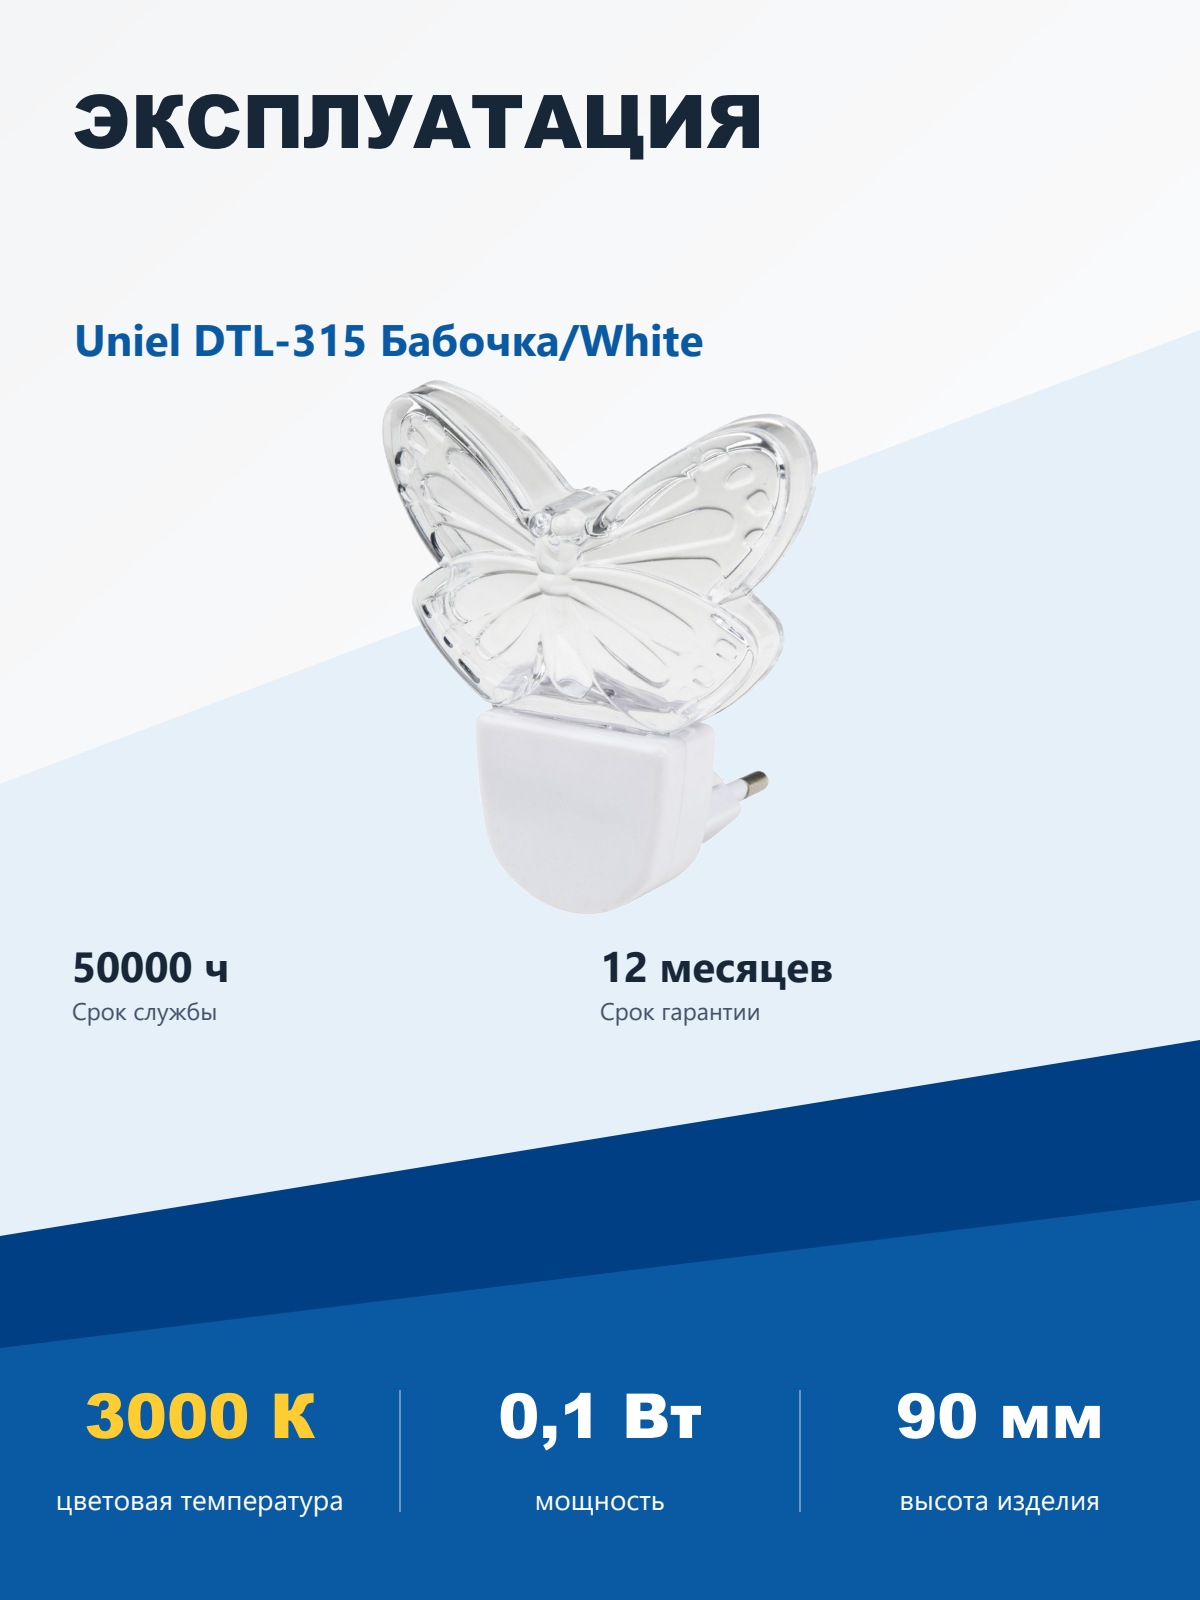 ЭКСПЛУАТАЦИЯ
Uniel DTL-315 Бабочка/White
50000 ч
Срок службы
12 месяцев
Срок гарантии
3000 К
цветовая температура
0,1 Вт
мощность
90 мм
высота изделия